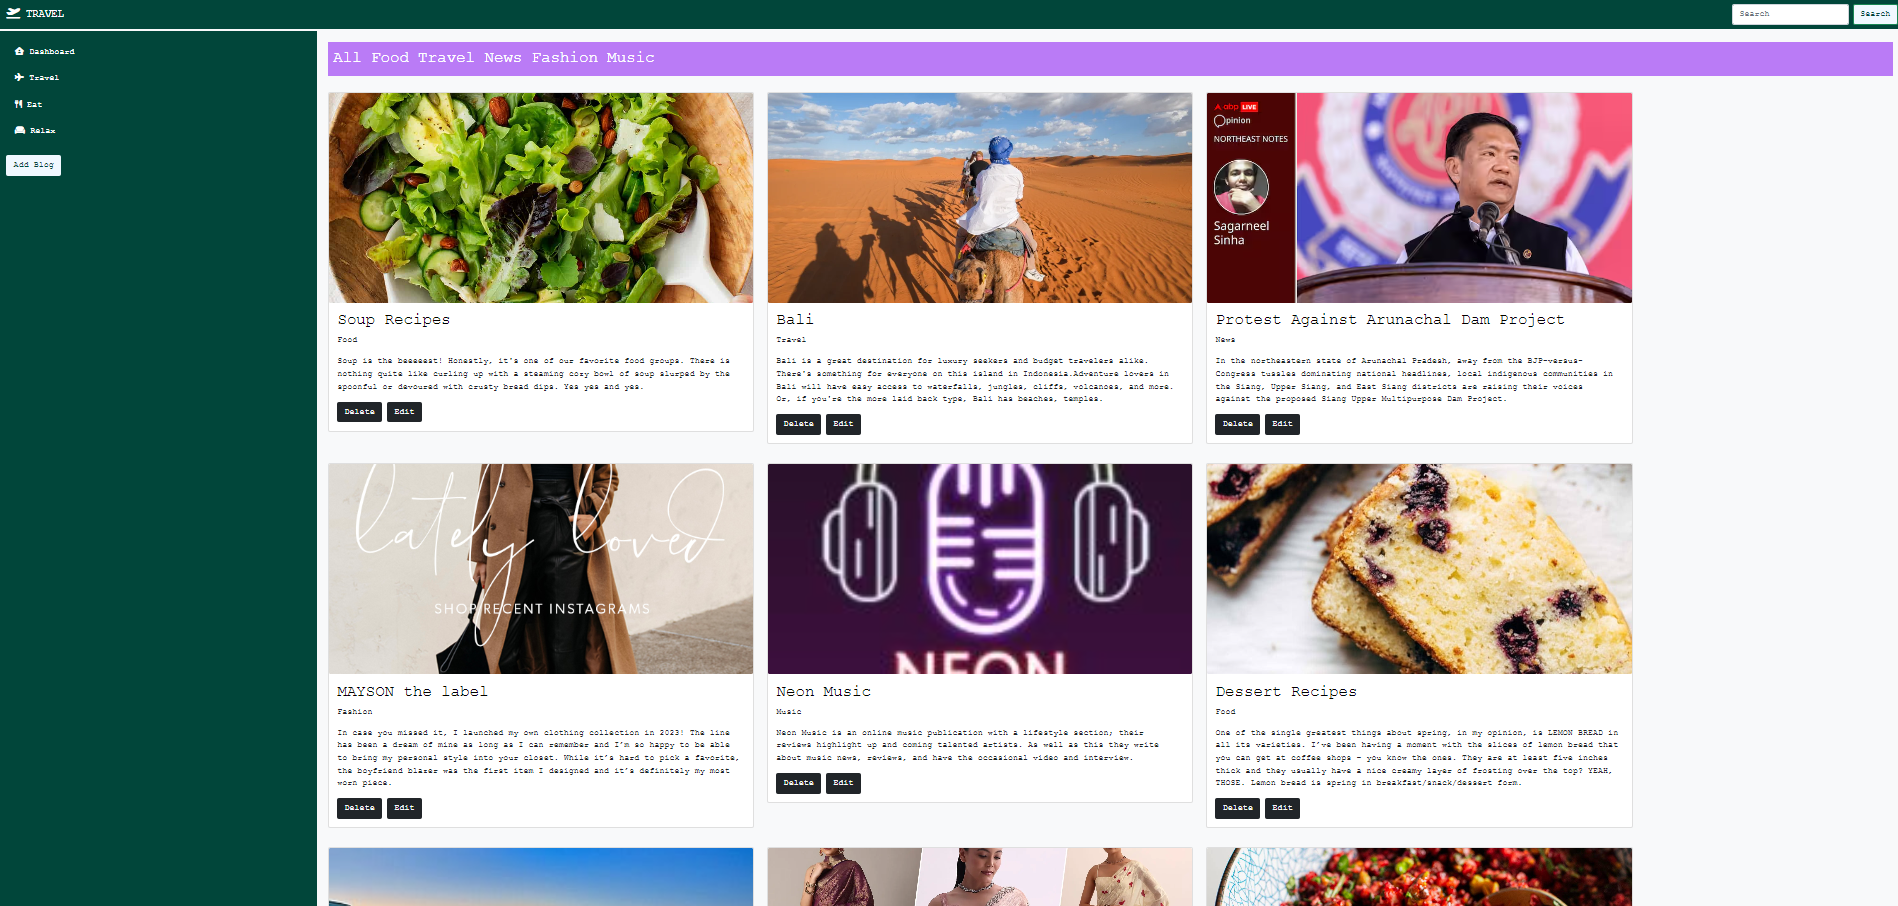 TRAVEL
Search
Search
Dashboard
Travel
Eat
Relax
Add Blog
All Food Travel News Fashion Music
Soup Recipes
Food
Soup is the beeeest! Honestly, it's one of our favorite food groups. There is
nothing quite like curling up with a steaming cozy bowl of soup slurped by the
spoonful or devoured with crusty bread dips. Yes yes and yes.
Delete Edit
Bali
Travel
Bali is a great destination for luxury seekers and budget travelers alike.
There's something for everyone on this island in Indonesia.Adventure lovers in
Bali will have easy access to waterfalls, jungles, cliffs, volcanoes, and more.
Or, if you're the more laid back type, Bali has beaches, temples.
Delete Edit
abp LIVE
Opinion
NORTHEAST NOTES
Sagarneel
Sinha
Protest Against Arunachal Dam Project
News
In the northeastern state of Arunachal Pradesh, away from the BJP-versus-
Congress tussles dominating national headlines, local indigenous communities in
the Siang, Upper Siang, and East Siang districts are raising their voices
against the proposed Siang Upper Multipurpose Dam Project.
Delete Edit
lately loved
SHOP RECENT INSTAGRAMS
MAYSON the label
Fashion
In case you missed it, I launched my own clothing collection in 2023! The line
has been a dream of mine as long as I can remember and I'm so happy to be able
to bring my personal style into your closet. While it's hard to pick a favorite,
the boyfriend blazer was the first item I designed and it's definitely my most
worn piece.
Delete Edit
NEON
Neon Music
Music
Neon Music is an online music publication with a lifestyle section; their
reviews highlight up and coming talented artists. As well as this they write
about music news, reviews, and have the occasional video and interview.
Delete Edit
Dessert Recipes
Food
One of the single greatest things about spring, in my opinion, is LEMON BREAD in
all its varieties. I've been having a moment with the slices of lemon bread that
you can get at coffee shops – you know the ones. They are at least five inches
thick and they usually have a nice creamy layer of frosting over the top? YEAH,
THOSE. Lemon bread is spring in breakfast/snack/dessert form.
Delete Edit